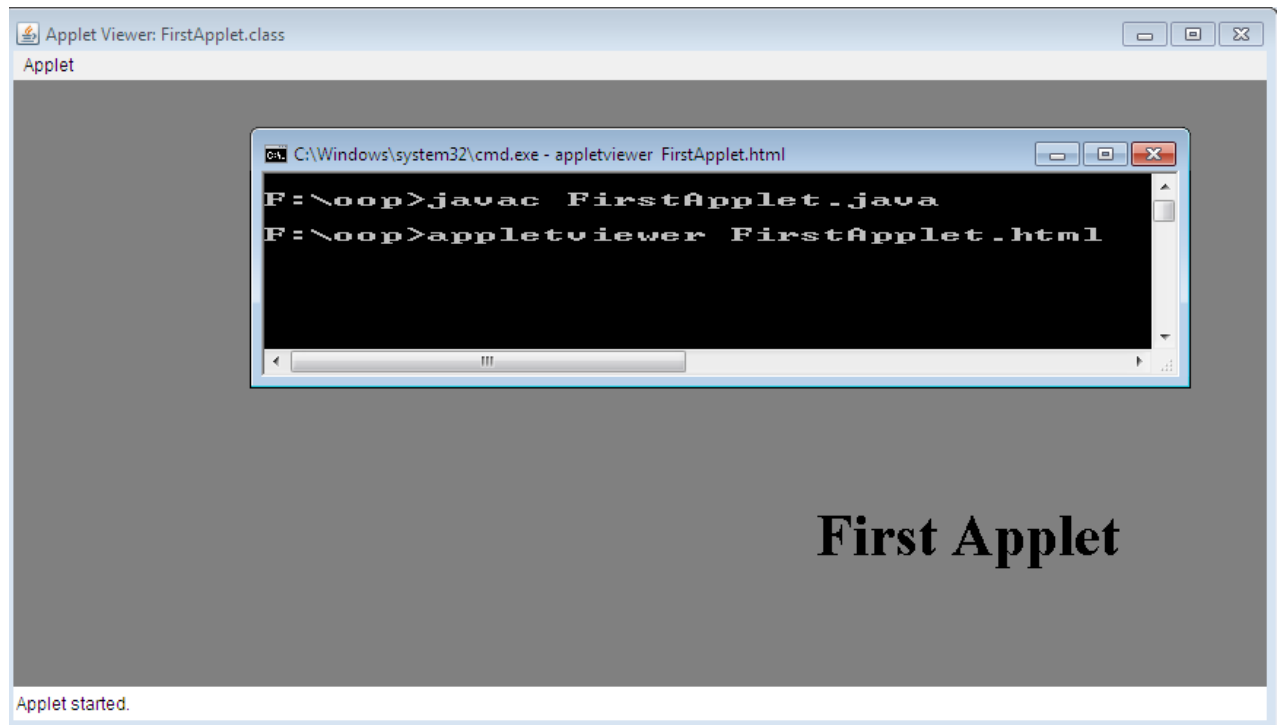 Applet Viewer: FirstApplet.class
Applet
C:\Windows\system32\cmd.exe - appletviewer FirstApplet.html
F:\oop>javac FirstApplet.java
F:\oop>appletviewer FirstApplet.html
First Applet
Applet started.